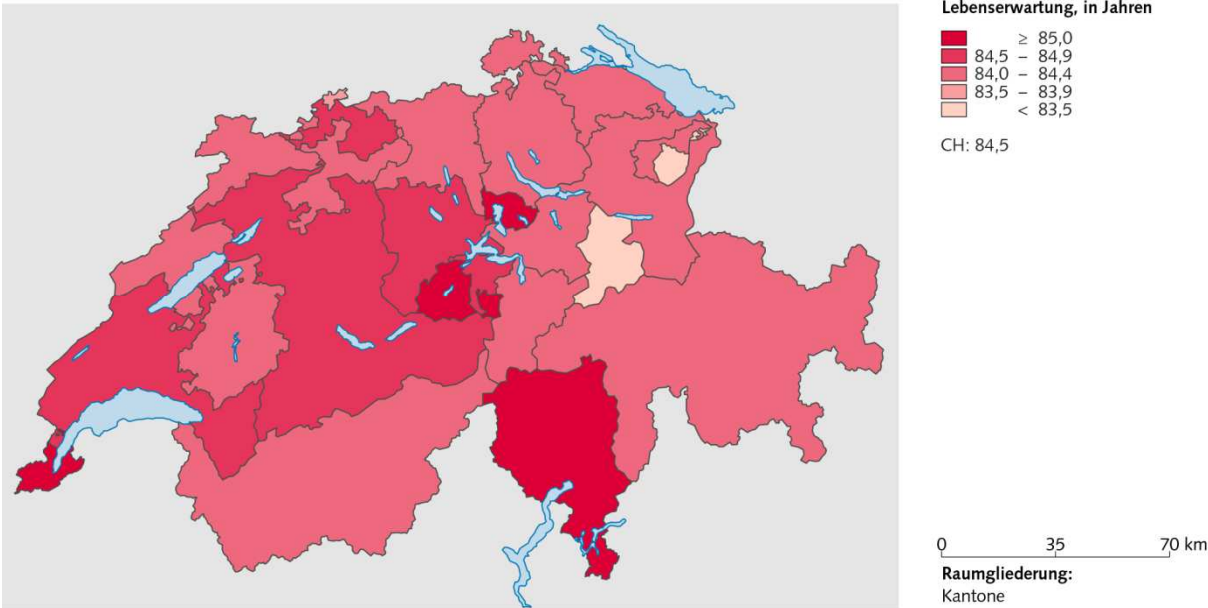 Lebenserwartung, in Jahren
≥ 85,0
84,5 – 84,9
84,0 – 84,4
83,5 – 83,9
< 83,5
CH: 84,5
0 35 70 km
Raumgliederung:
Kantone